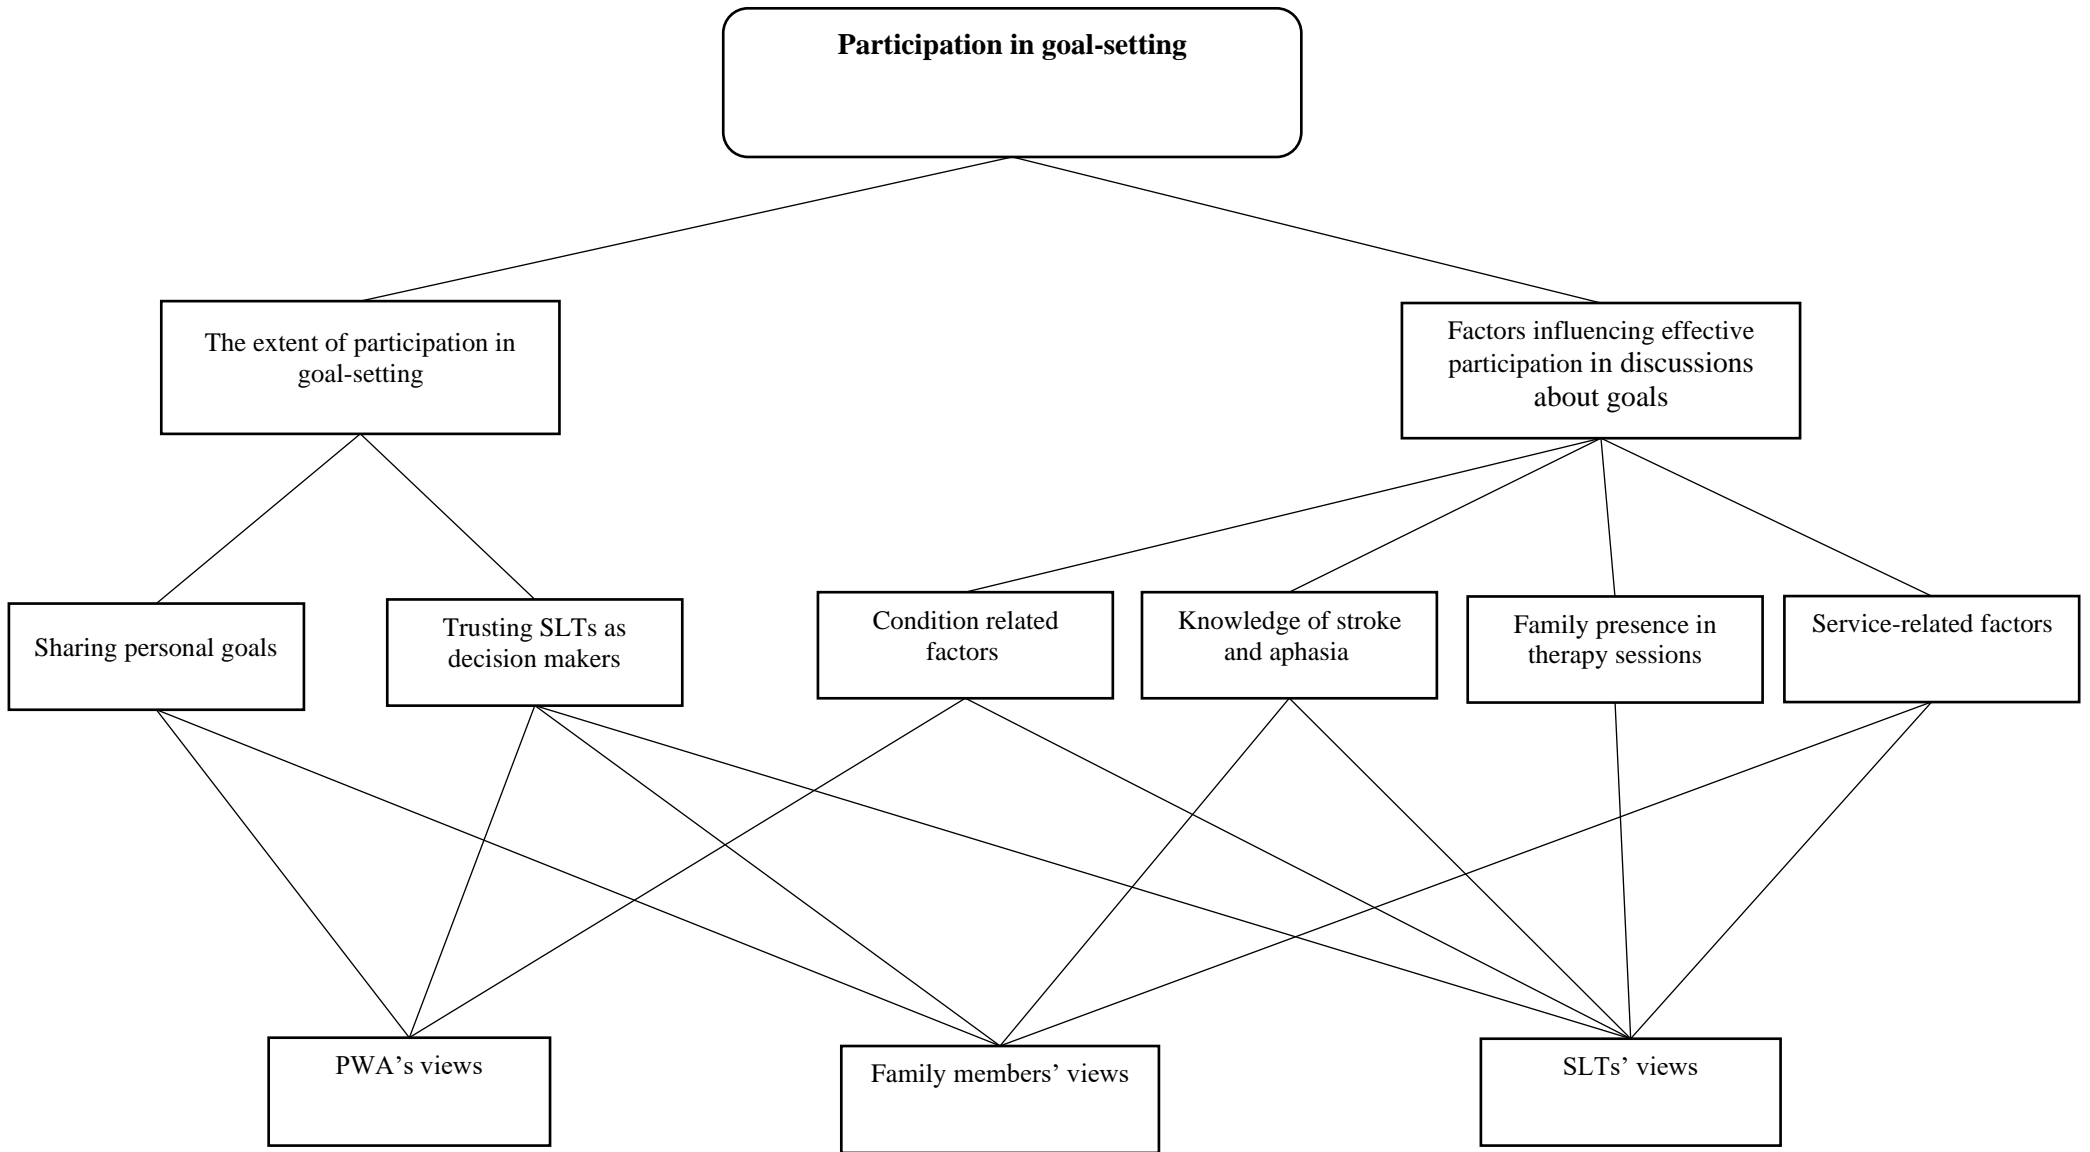 Participation in goal-setting
The extent of participation in
goal-setting
Factors influencing effective
participation in discussions
about goals
Sharing personal goals
Trusting SLTs as
decision makers
Condition related
factors
Knowledge of stroke
and aphasia
Family presence in
therapy sessions
Service-related factors
PWA’s views
Family members’ views
SLTs’ views